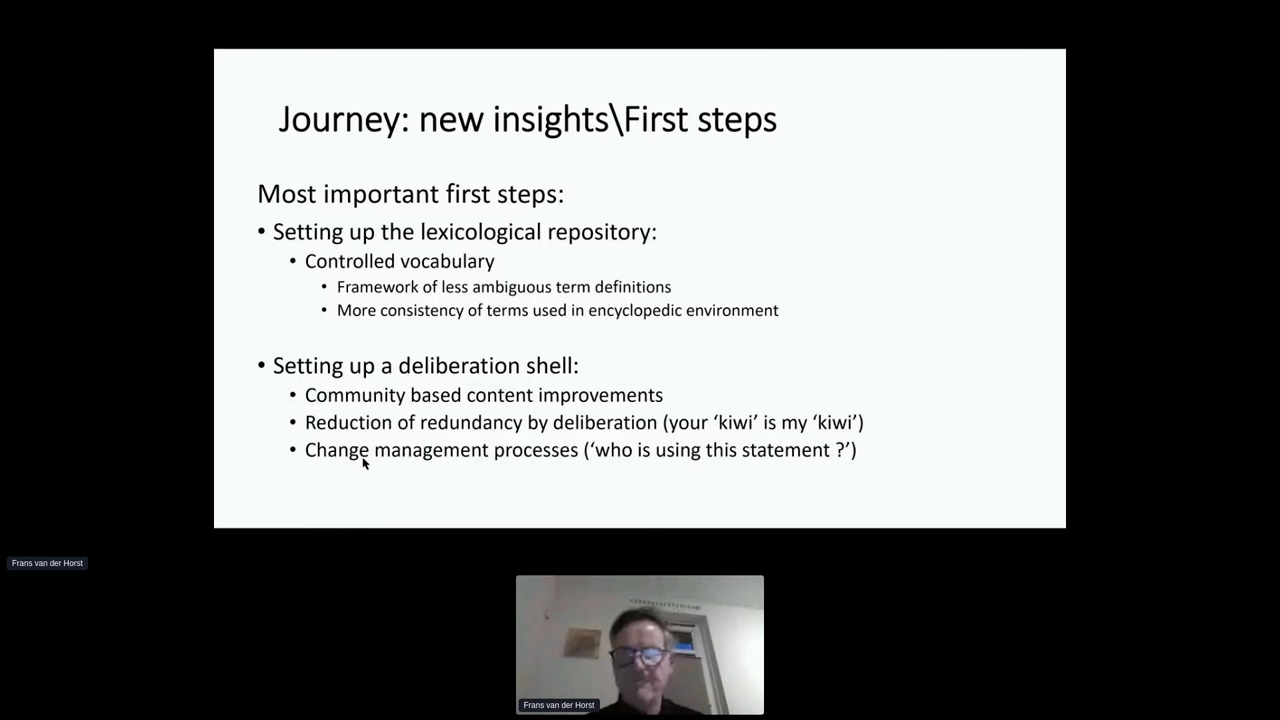 Journey: new insights\First steps
Most important first steps:
• Setting up the lexicological repository:
• Controlled vocabulary
• Framework of less ambiguous term definitions
• More consistency of terms used in encyclopedic environment
• Setting up a deliberation shell:
• Community based content improvements
• Reduction of redundancy by deliberation (your ‘kiwi’ is my ‘kiwi’)
• Change management processes (‘who is using this statement ?’)
Frans van der Horst
Frans van der Horst